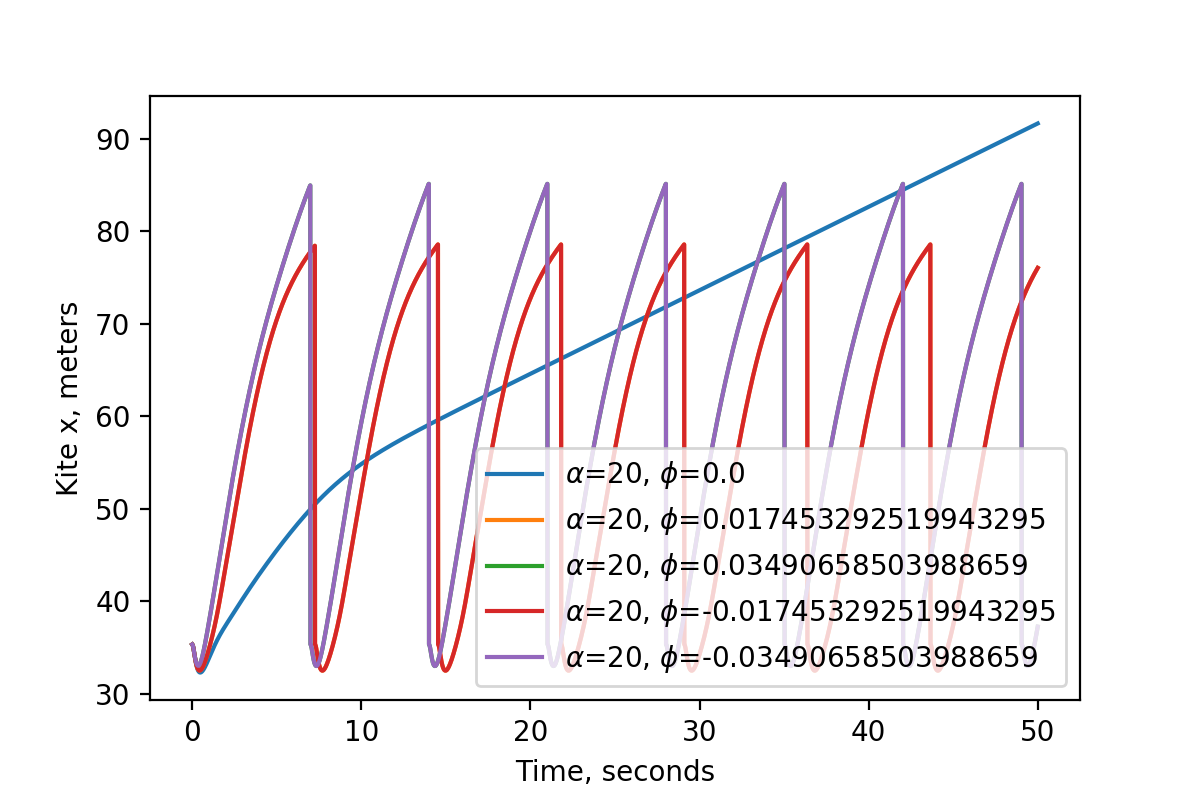 90
80
70
60
50
40
30
Kite x, meters
α=20, ϕ=0.0
α=20, ϕ=0.017453292519943295
α=20, ϕ=0.03490658503988659
α=20, ϕ=-0.017453292519943295
α=20, ϕ=-0.03490658503988659
0 10 20 30 40 50
Time, seconds